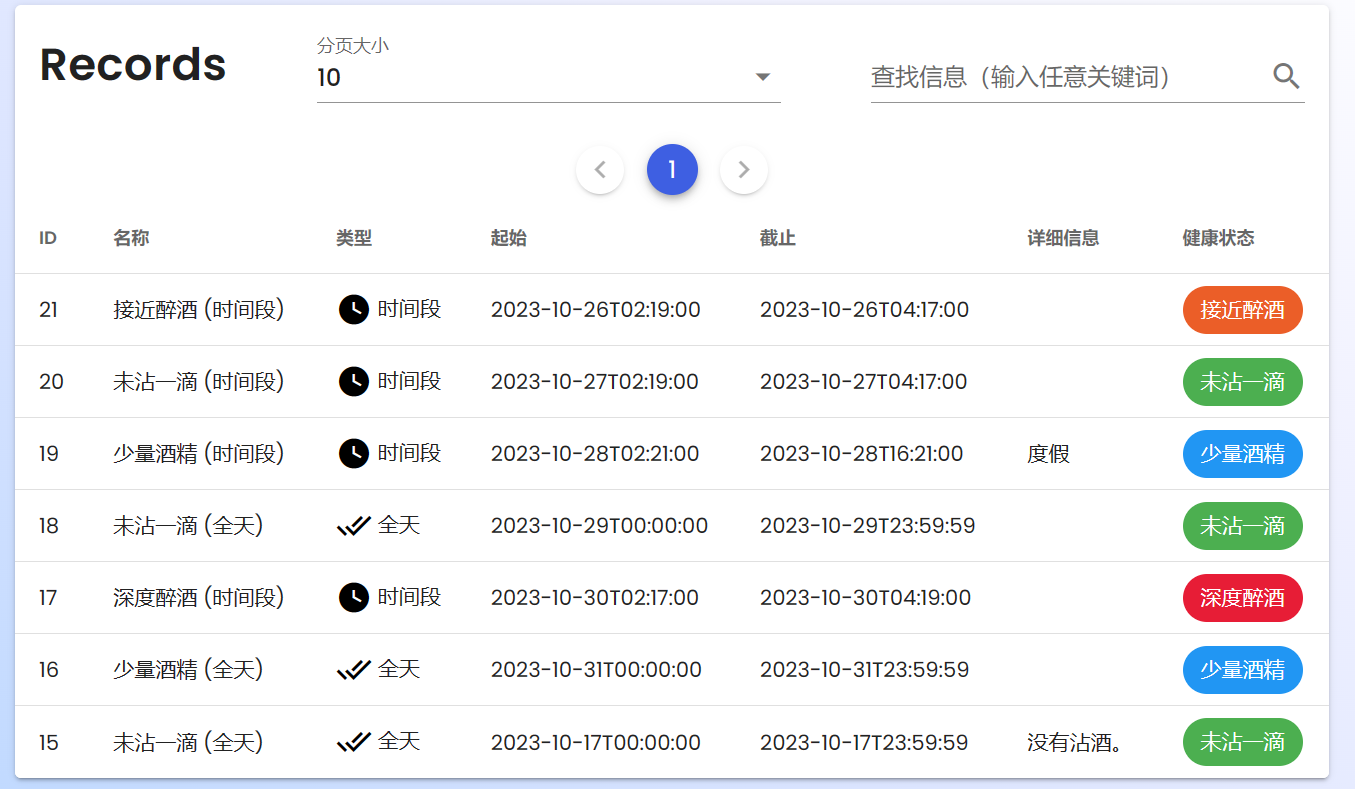 Records
分页大小
10
查找信息（输入任意关键词）
1
ID 名称 类型 起始 截止 详细信息 健康状态
21 接近醉酒 (时间段) 时间段 2023-10-26T02:19:00 2023-10-26T04:17:00 接近醉酒
20 未沾一滴 (时间段) 时间段 2023-10-27T02:19:00 2023-10-27T04:17:00 未沾一滴
19 少量酒精 (时间段) 时间段 2023-10-28T02:21:00 2023-10-28T16:21:00 度假 少量酒精
18 未沾一滴 (全天) 全天 2023-10-29T00:00:00 2023-10-29T23:59:59 未沾一滴
17 深度醉酒 (时间段) 时间段 2023-10-30T02:17:00 2023-10-30T04:19:00 深度醉酒
16 少量酒精 (全天) 全天 2023-10-31T00:00:00 2023-10-31T23:59:59 少量酒精
15 未沾一滴 (全天) 全天 2023-10-17T00:00:00 2023-10-17T23:59:59 没有沾酒。 未沾一滴